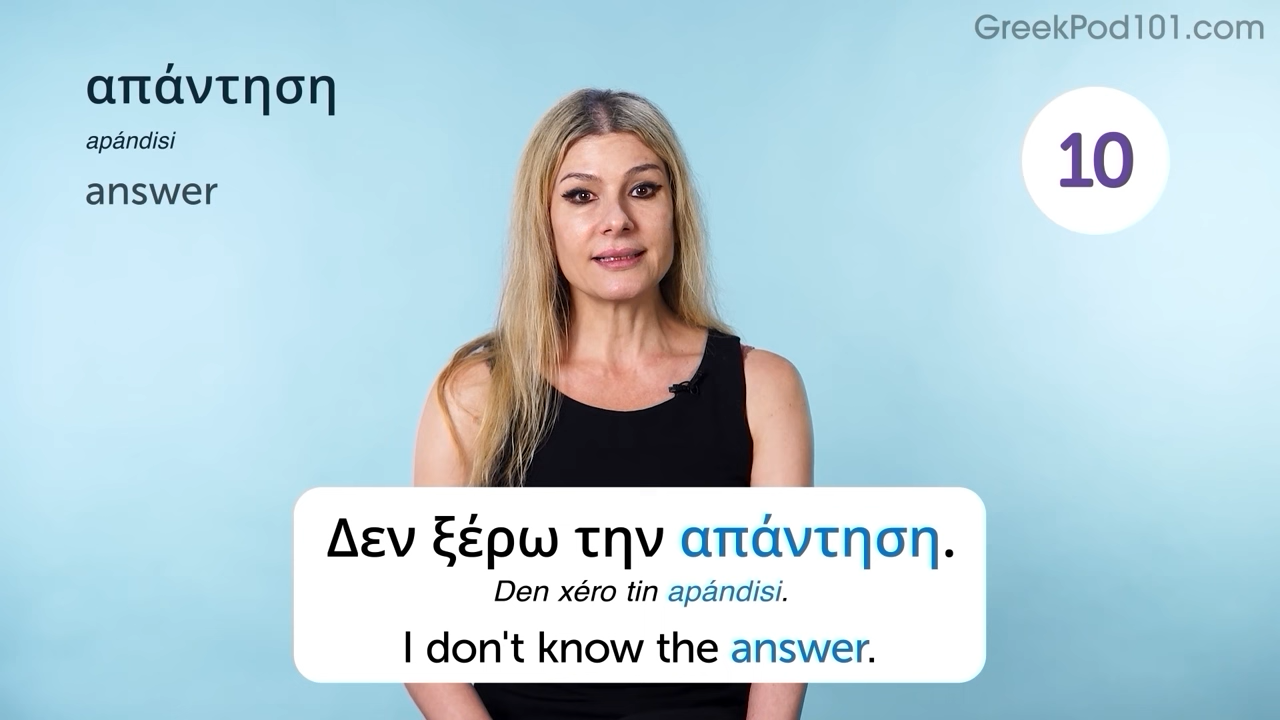 GreekPod101.com
απάντηση
apándisi
answer
10
Δεν ξέρω την απάντηση.
Den xéro tin apándisi.
I don't know the answer.